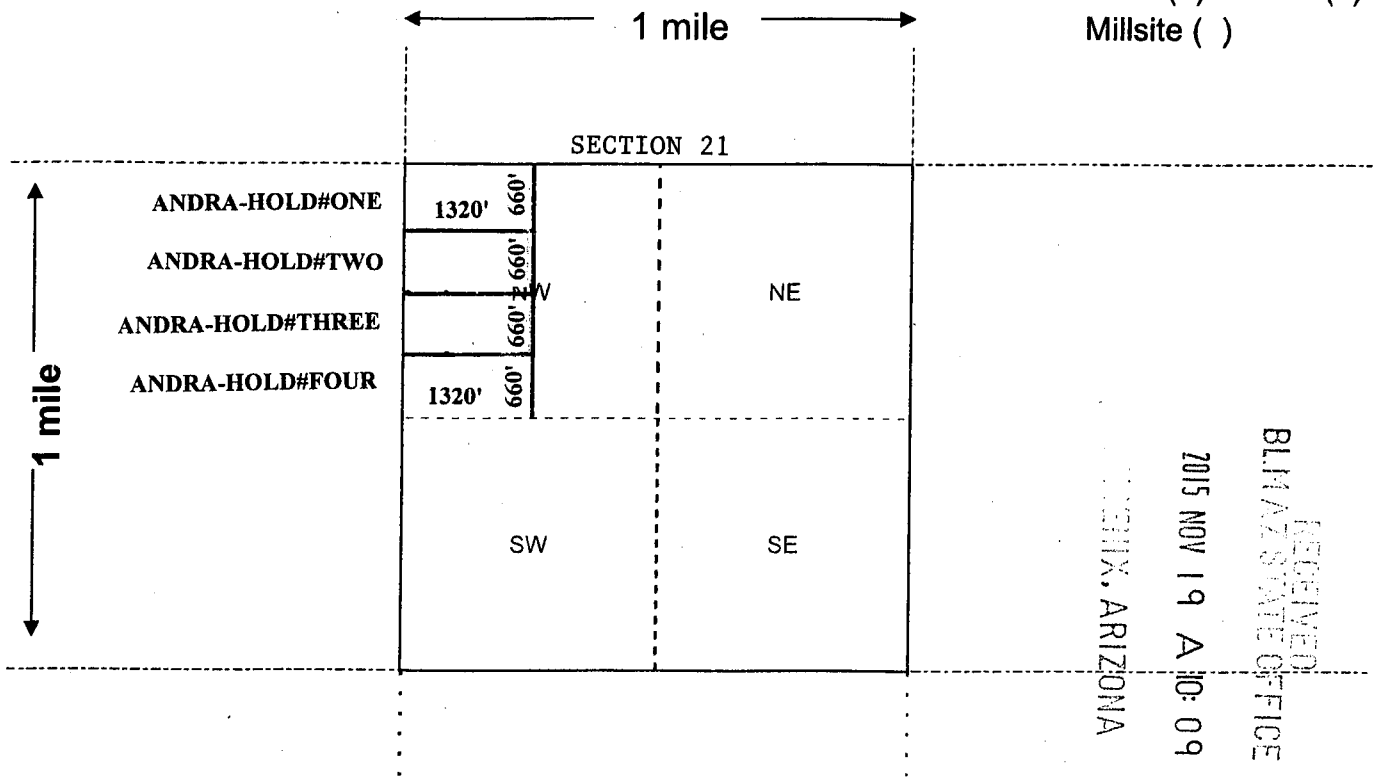 1 mile
Millsite ( )
SECTION 21
ANDRA-HOLD#ONE
1320'
660'
ANDRA-HOLD#TWO
660'
NW
NE
ANDRA-HOLD#THREE
660'
ANDRA-HOLD#FOUR
1320'
660'
1 mile
SW
SE
RECEIVED
BLM AZ STATE OFFICE
2015 NOV 19 A 10:09
ARIZONA